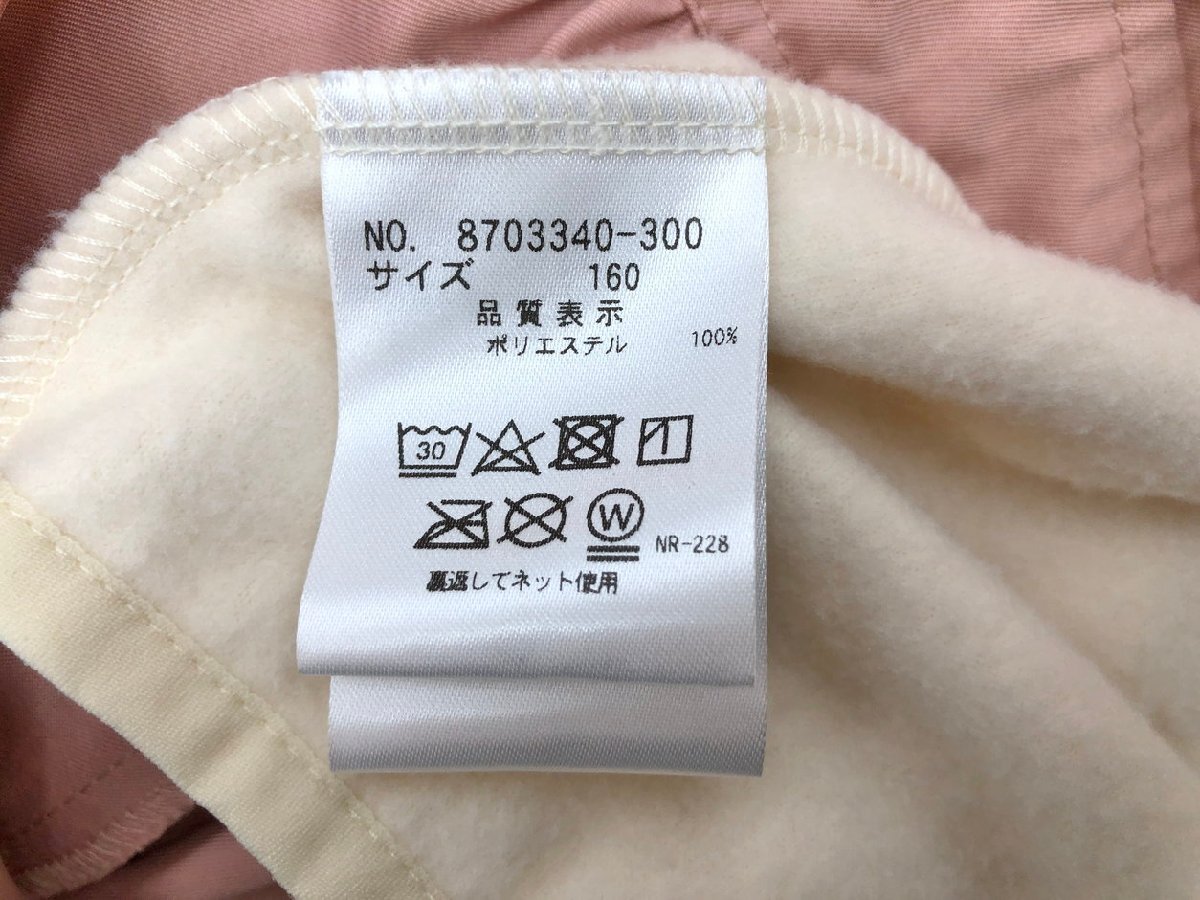 NO. 8703340-300
サイズ 160
品質表示
ポリエステル 100%
30
W NR-228
裏返してネット使用